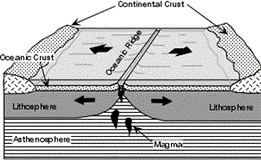 Continental Crust
Oceanic Ridge
Oceanic Crust
Lithosphere
Lithosphere
Asthenosphere
Magma